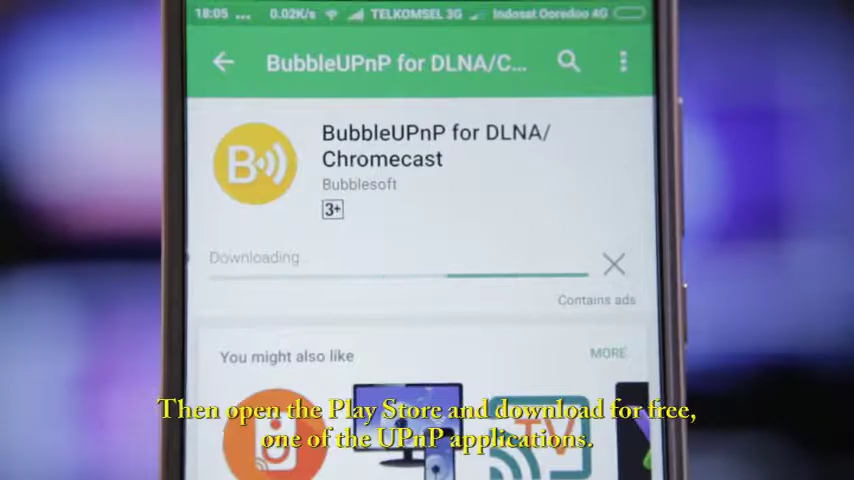 18:05 ... 0.02K/s TELKOMSEL 3G Indosat Ooredoo 4G
BubbleUPnP for DLNA/C...
B
BubbleUPnP for DLNA/
Chromecast
Bubblesoft
3+
Downloading
Contains ads
You might also like
MORE
TV
Then open the Play Store and download for free,
one of the UPnP applications.